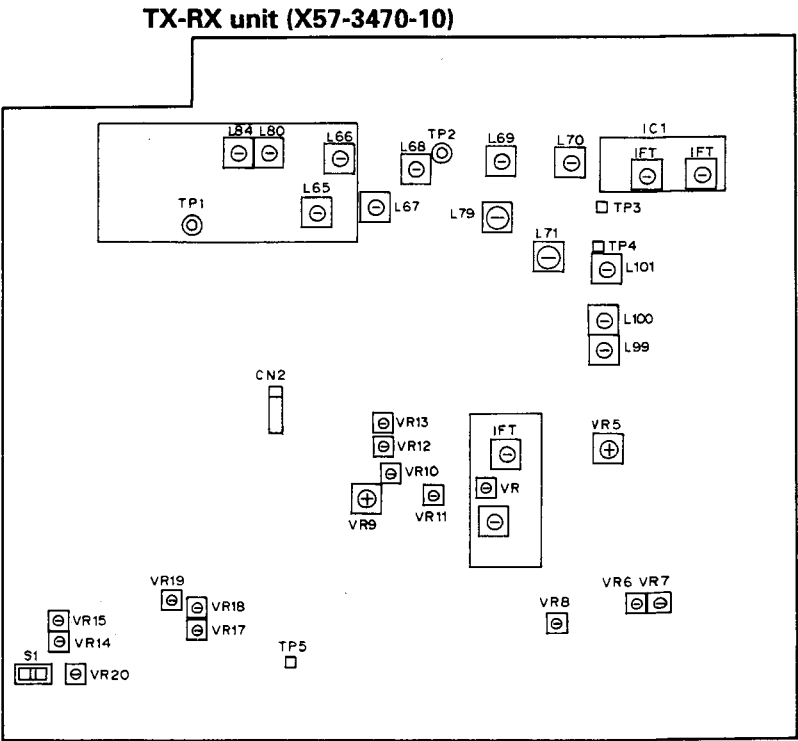 TX-RX unit (X57-3470-10)
L84 L80
L66
TP2
L68
L69
L70
IC1
IFT
IFT
TP1
L65
L67
L79
TP3
L71
TP4
L101
L100
L99
CN2
VR13
VR12
VR10
VR9
VR11
IFT
VR
VR5
VR19
VR18
VR17
VR15
VR14
S1
VR20
TP5
VR8
VR6 VR7